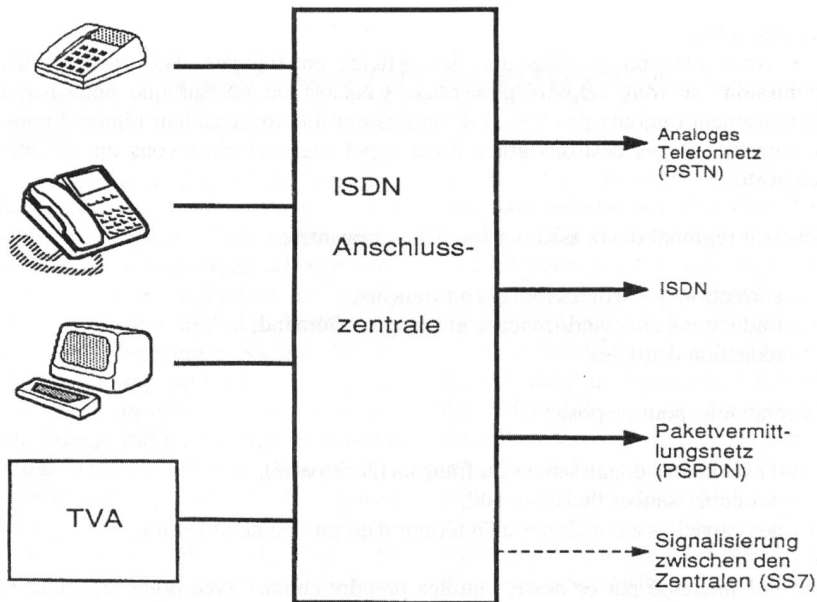 ISDN
Anschluss-
zentrale
TVA
Analoges
Telefonnetz
(PSTN)
ISDN
Paketvermitt-
lungsnetz
(PSPDN)
Signalisierung
zwischen den
Zentralen (SS7)